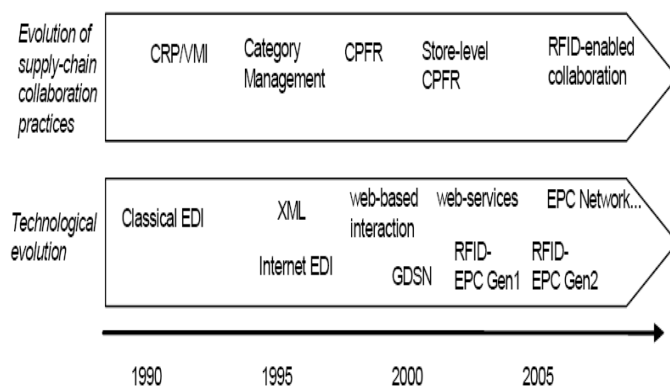 Evolution of
supply-chain
collaboration
practices
CRP/VMI
Category
Management
CPFR
Store-level
CPFR
RFID-enabled
collaboration
Technological
evolution
Classical EDI
XML
Internet EDI
web-based
interaction
GDSN
web-services
RFID-
EPC Gen1
EPC Network...
RFID-
EPC Gen2
1990
1995
2000
2005